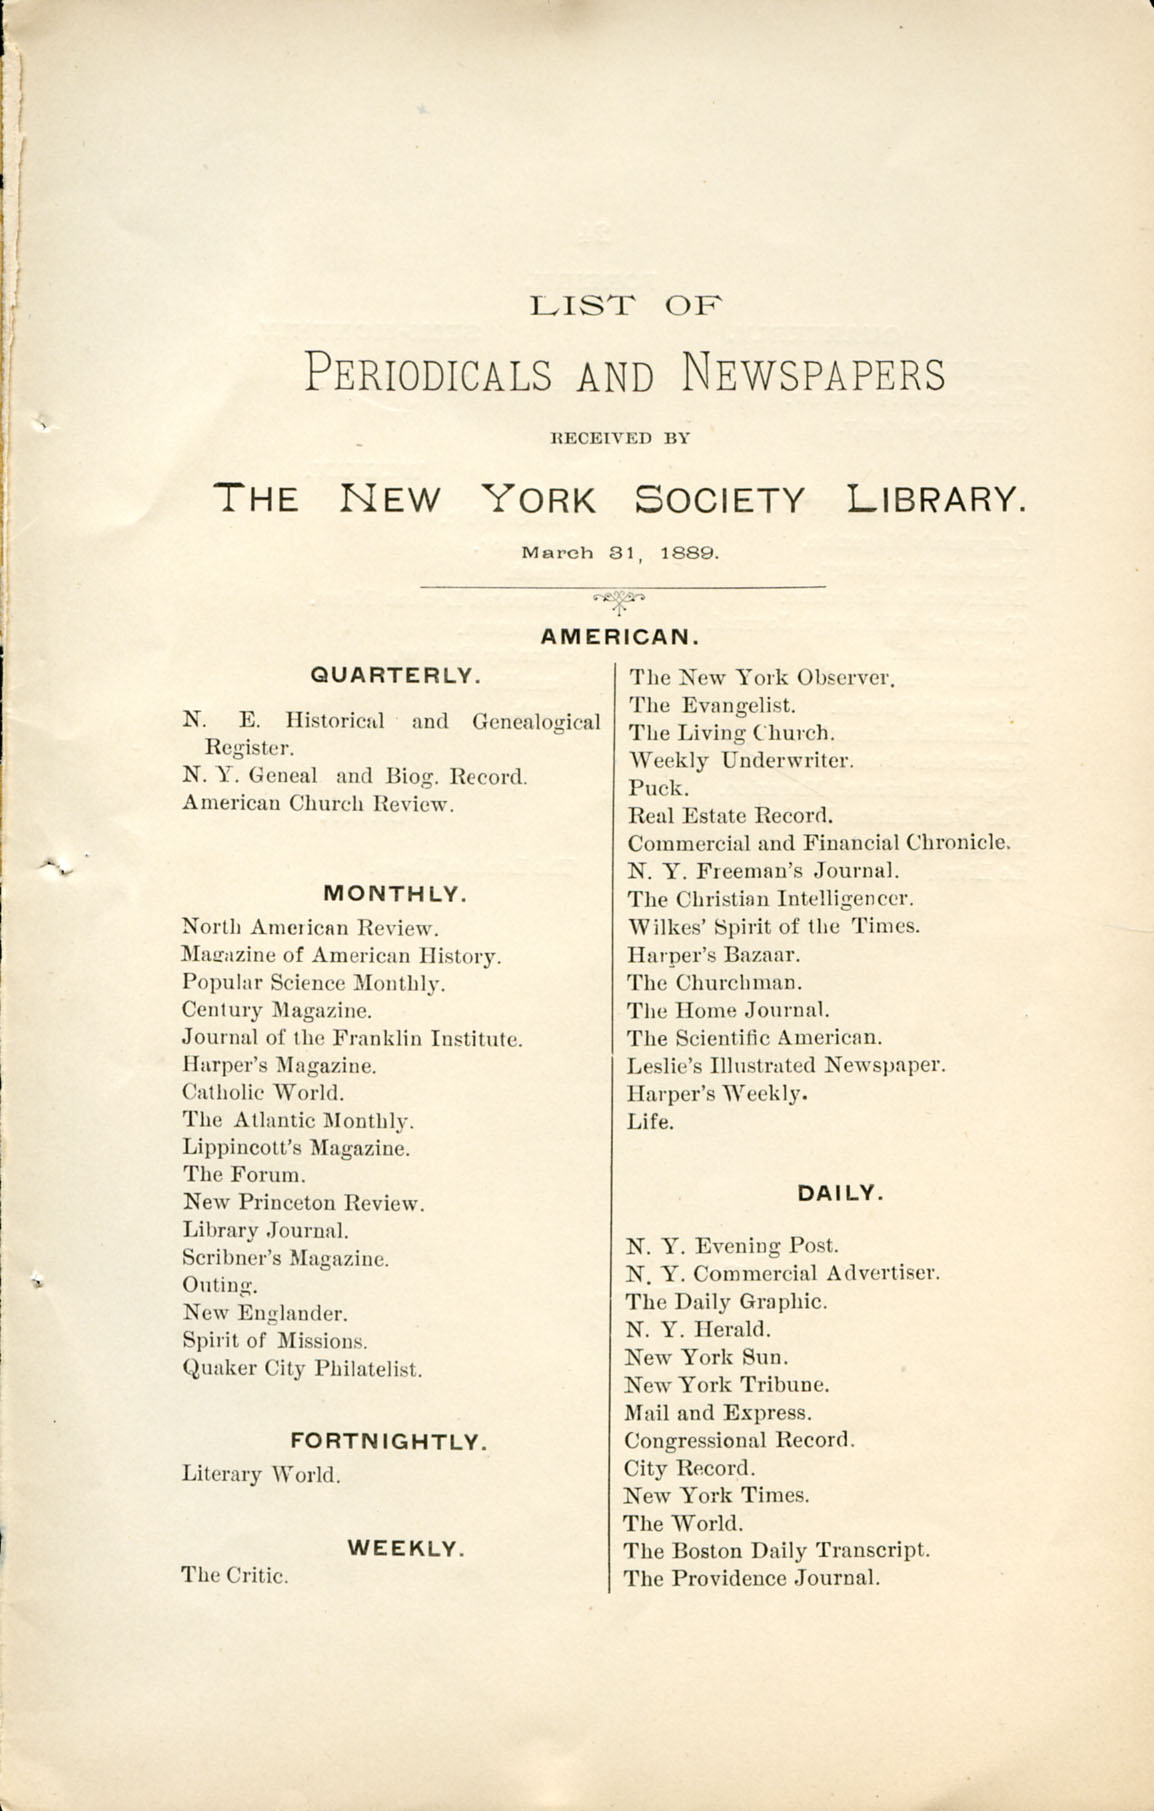 LIST OF
PERIODICALS AND NEWSPAPERS
RECEIVED BY
THE NEW YORK SOCIETY LIBRARY.
March 31, 1889.
AMERICAN.
QUARTERLY.
N. E. Historical and Genealogical
Register.
N. Y. Geneal and Biog. Record.
American Church Review.
MONTHLY.
North American Review.
Magazine of American History.
Popular Science Monthly.
Century Magazine.
Journal of the Franklin Institute.
Harper's Magazine.
Catholic World.
The Atlantic Monthly.
Lippincott's Magazine.
The Forum.
New Princeton Review.
Library Journal.
Scribner's Magazine.
Outing.
New Englander.
Spirit of Missions.
Quaker City Philatelist.
FORTNIGHTLY.
Literary World.
WEEKLY.
The Critic.
The New York Observer.
The Evangelist.
The Living Church.
Weekly Underwriter.
Puck.
Real Estate Record.
Commercial and Financial Chronicle.
N. Y. Freeman's Journal.
The Christian Intelligencer.
Wilkes' Spirit of the Times.
Harper's Bazaar.
The Churchman.
The Home Journal.
The Scientific American.
Leslie's Illustrated Newspaper.
Harper's Weekly.
Life.
DAILY.
N. Y. Evening Post.
N. Y. Commercial Advertiser.
The Daily Graphic.
N. Y. Herald.
New York Sun.
New York Tribune.
Mail and Express.
Congressional Record.
City Record.
New York Times.
The World.
The Boston Daily Transcript.
The Providence Journal.